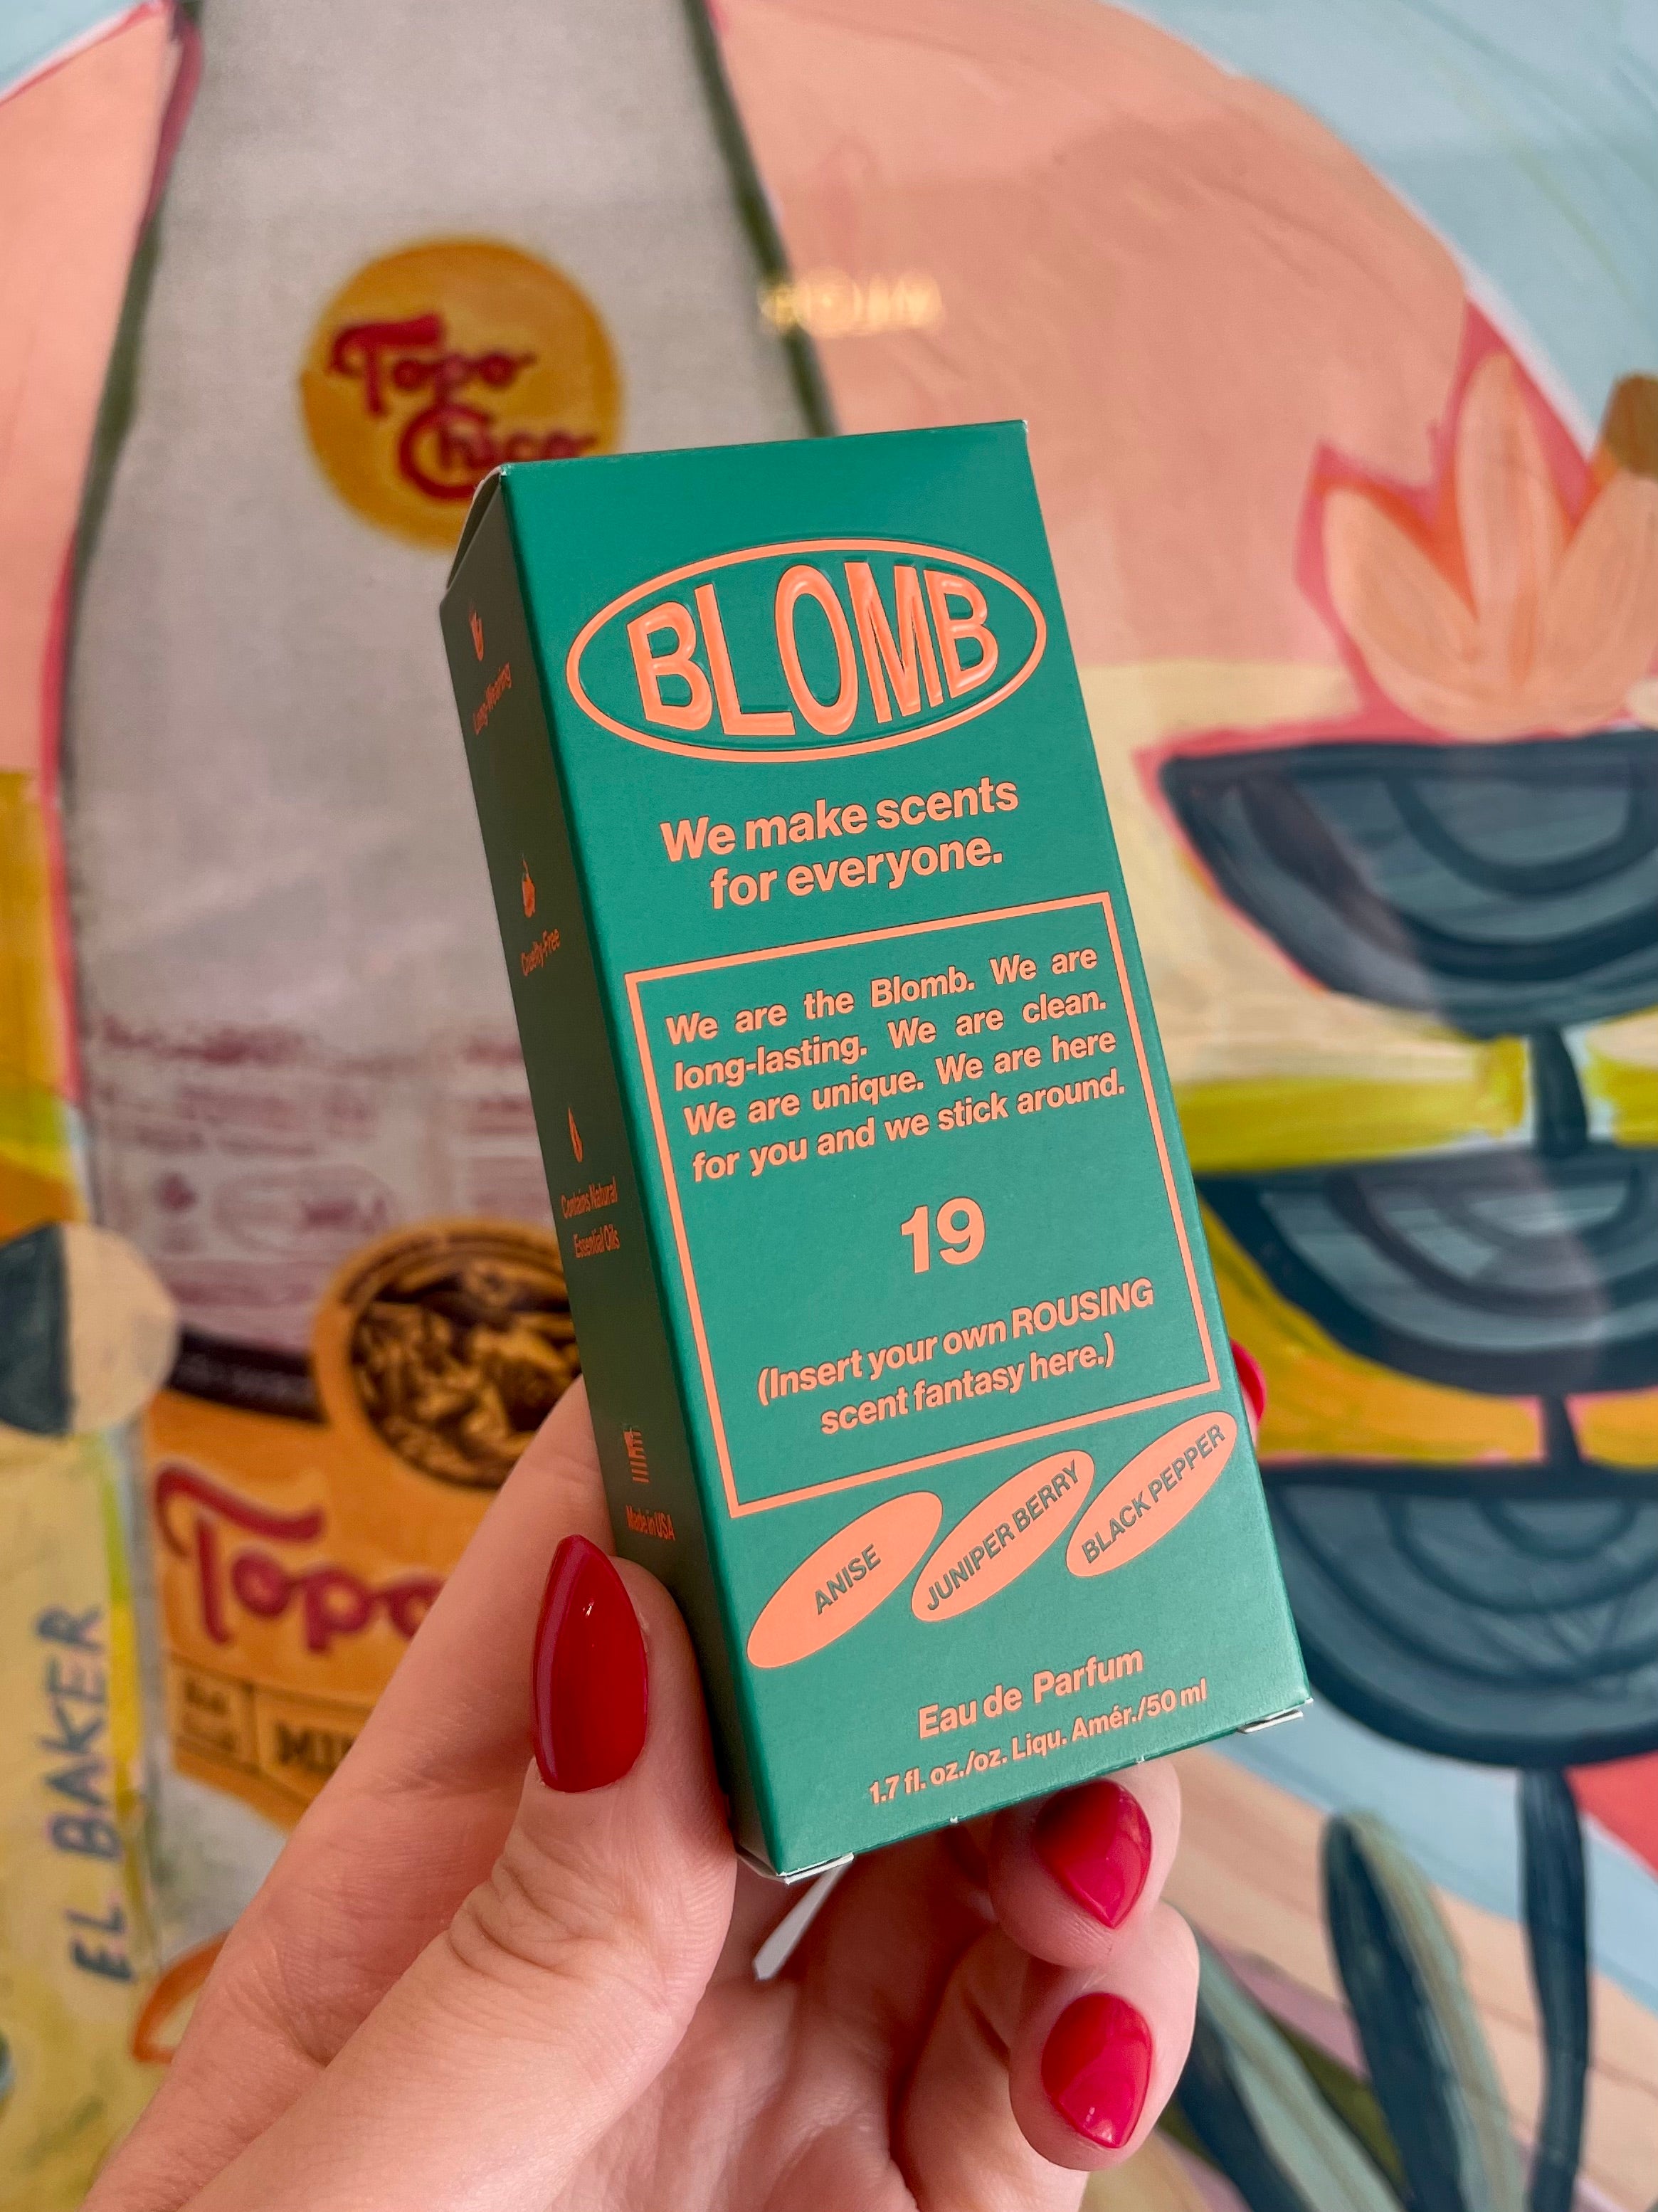 Topo
Chico
BLOMB
We make scents
for everyone.
We are the Blomb. We are
long-lasting. We are clean.
We are unique. We are here
for you and we stick around.
19
(Insert your own ROUSING
scent fantasy here.)
ANISE
JUNIPER BERRY
BLACK PEPPER
Eau de Parfum
1.7 fl. oz./oz. Liqu. Amér./50 ml
Long-Wearing
Cruelty-Free
Contains Natural
Essential Oils
Made in USA
Topo
EL BAKER